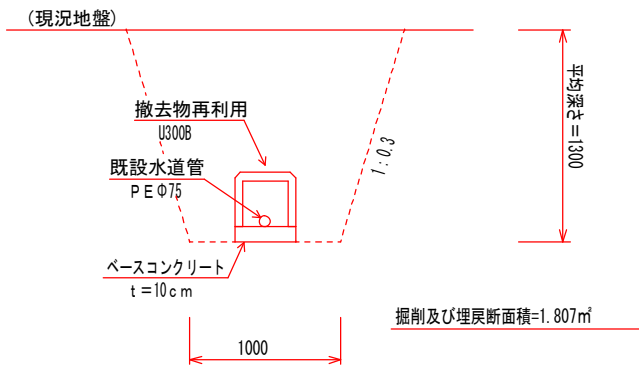 (現況地盤)
撤去物再利用
U300B
既設水道管
PEΦ75
1:0.3
平均深さ=1300
ベースコンクリート
t=10cm
1000
掘削及び埋戻断面積=1.807㎡